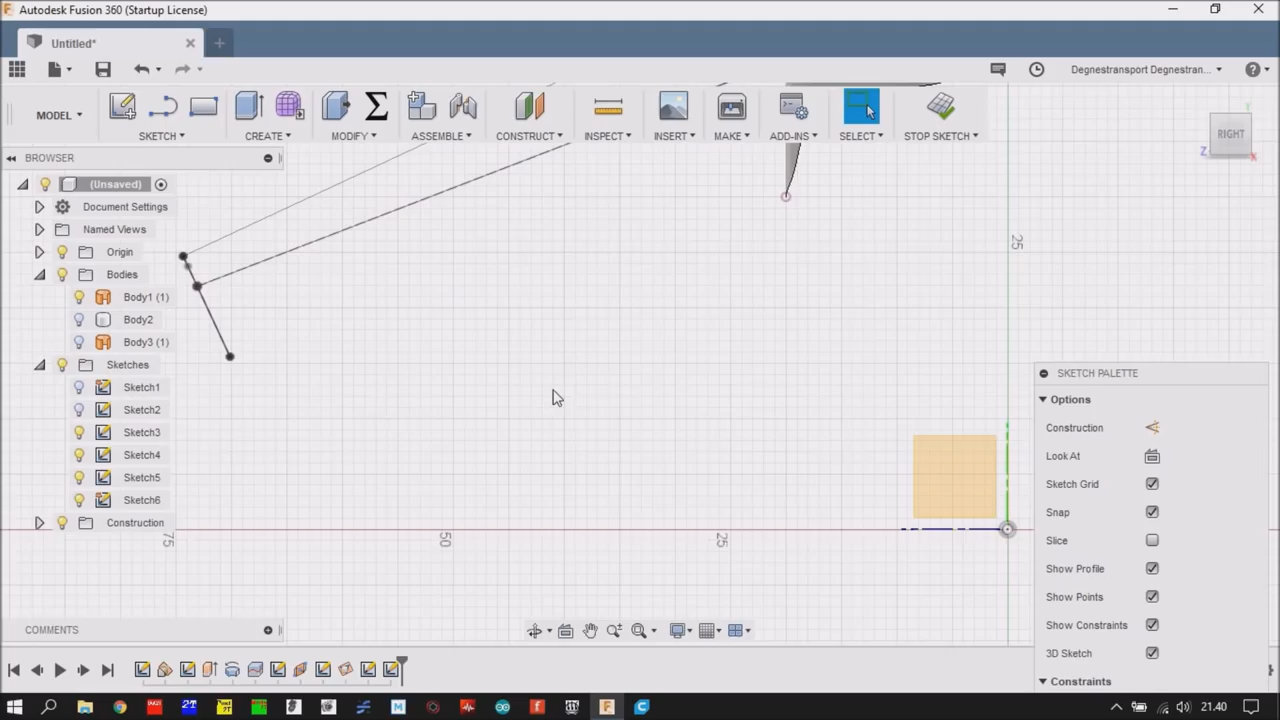 Autodesk Fusion 360 (Startup License)
Untitled*
Degnestransport Degnestran...
MODEL
SKETCH
CREATE
MODIFY
ASSEMBLE
CONSTRUCT
INSPECT
INSERT
MAKE
ADD-INS
SELECT
STOP SKETCH
BROWSER
RIGHT
Z
Y
X
(Unsaved)
Document Settings
Named Views
Origin
Bodies
Body1 (1)
Body2
Body3 (1)
Sketches
Sketch1
Sketch2
Sketch3
Sketch4
Sketch5
Sketch6
Construction
25
75
50
25
SKETCH PALETTE
Options
Construction
Look At
Sketch Grid
Snap
Slice
Show Profile
Show Points
Show Constraints
3D Sketch
Constraints
COMMENTS
21.40